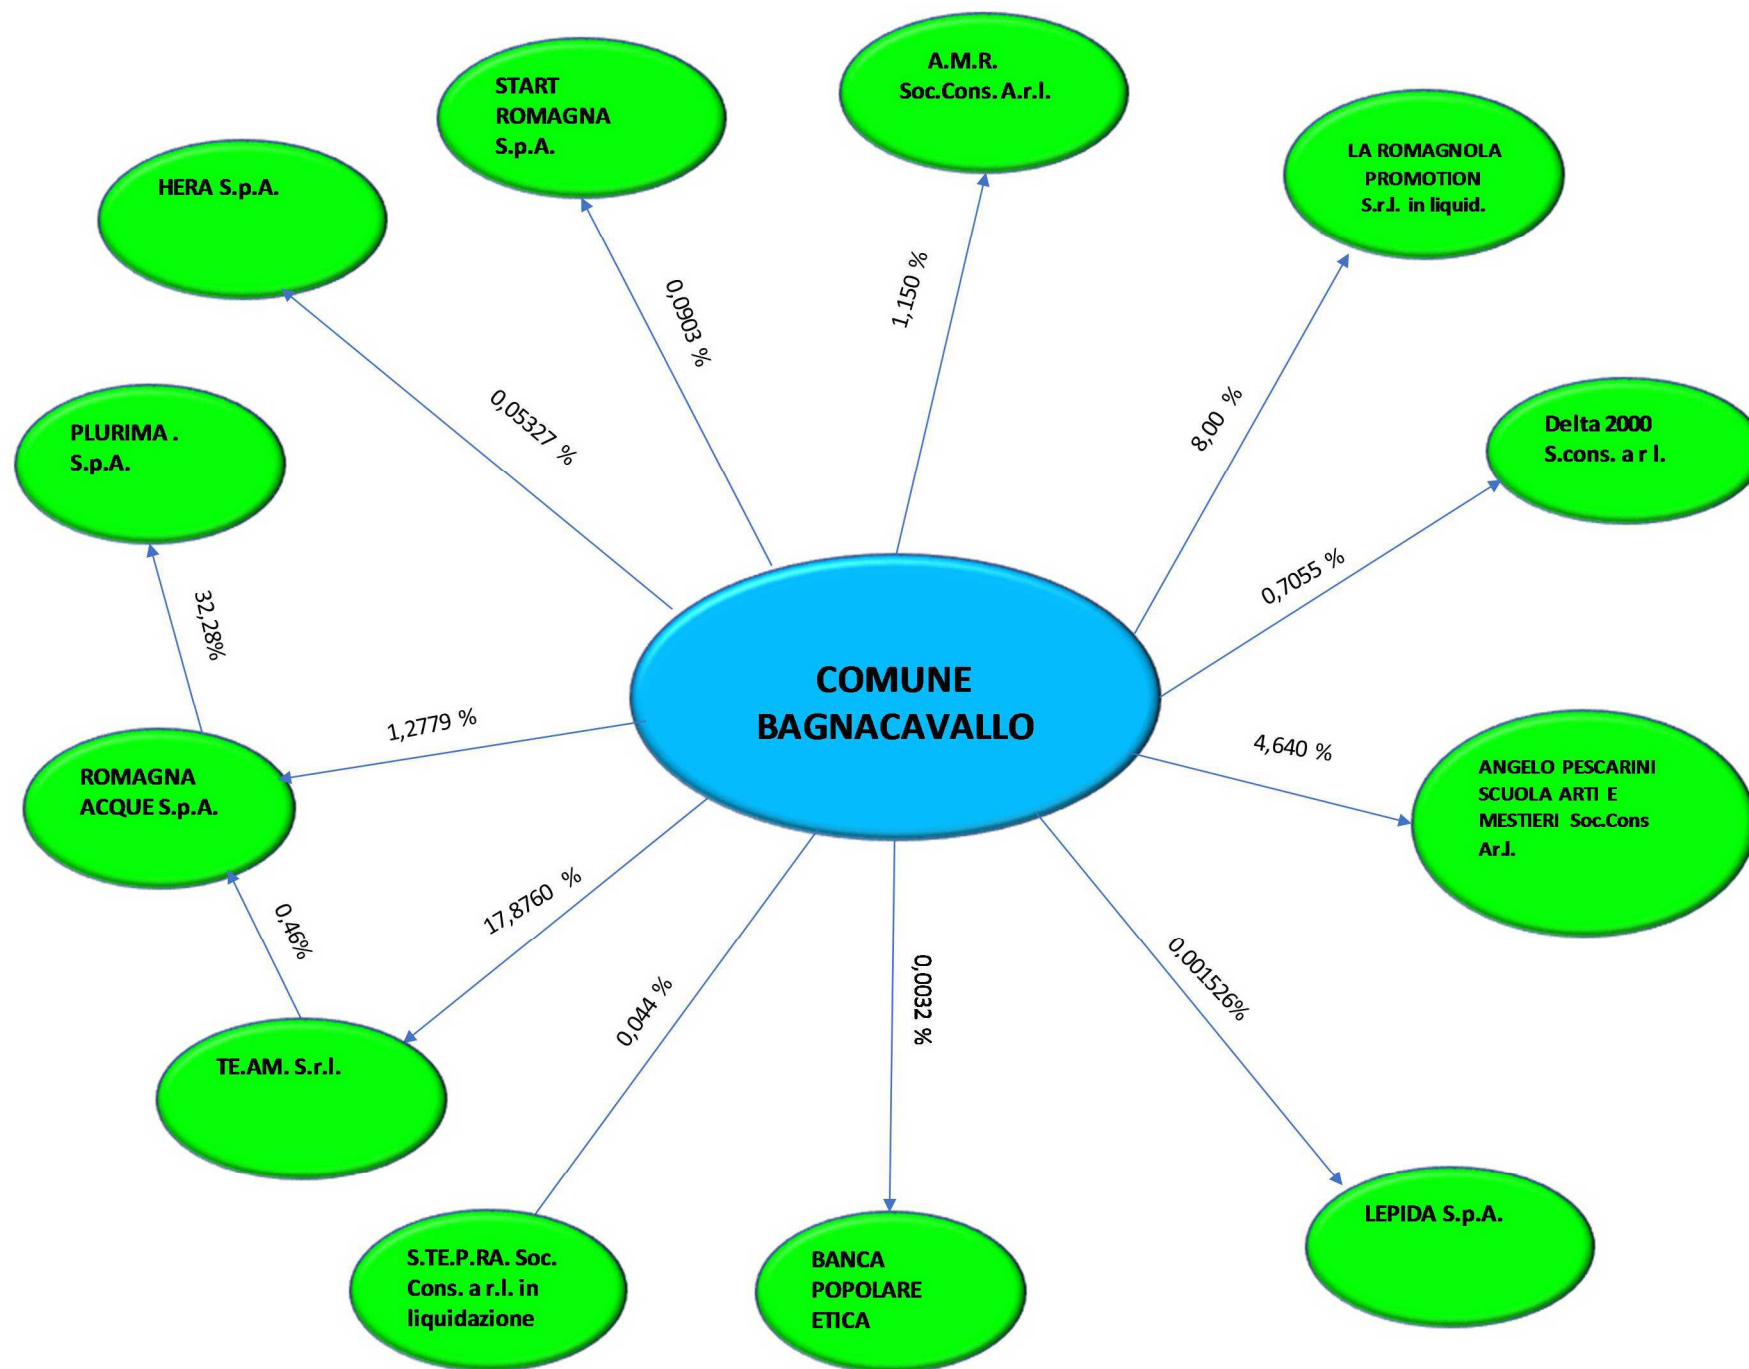 A.M.R.
Soc.Cons. A.r.l.
START
ROMAGNA
S.p.A.
LA ROMAGNOLA
PROMOTION
S.r.l. in liquid.
HERA S.p.A.
0,0903 %
1,150 %
8,00 %
0,05327 %
Delta 2000
S.cons. a r l.
PLURIMA .
S.p.A.
0,7055 %
32,28%
COMUNE
BAGNACAVALLO
1,2779 %
4,640 %
ROMAGNA
ACQUE S.p.A.
ANGELO PESCARINI
SCUOLA ARTI E
MESTIERI Soc.Cons
Ar.l.
17,8760 %
0,46%
0,044 %
0,0032 %
0,001526%
TE.AM. S.r.l.
LEPIDA S.p.A.
S.TE.P.RA. Soc.
Cons. a r.l. in
liquidazione
BANCA
POPOLARE
ETICA